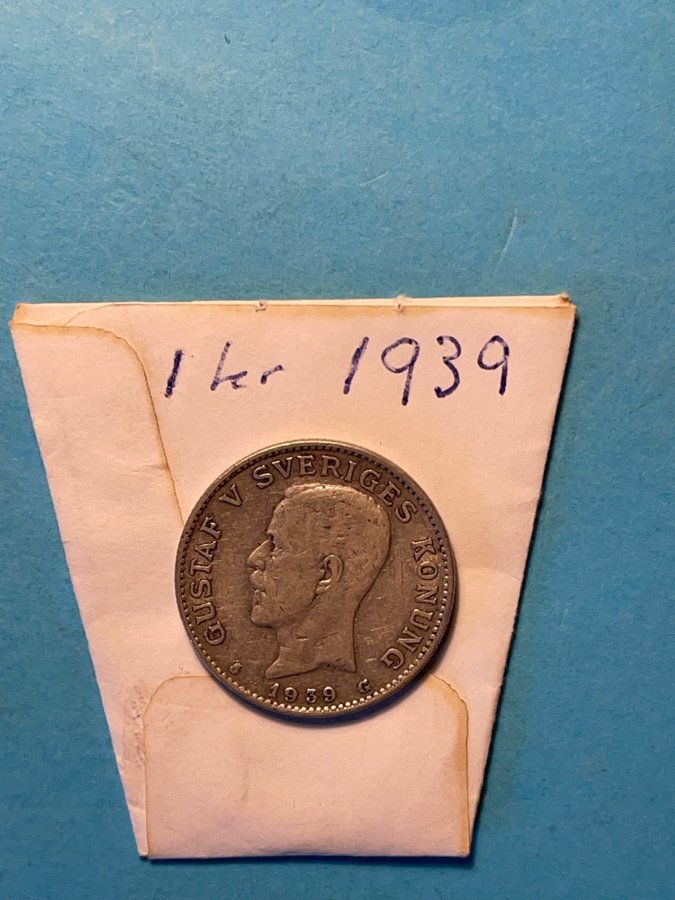 1 kr 1939
GUSTAF V SVERIGES KONUNG
1939 G